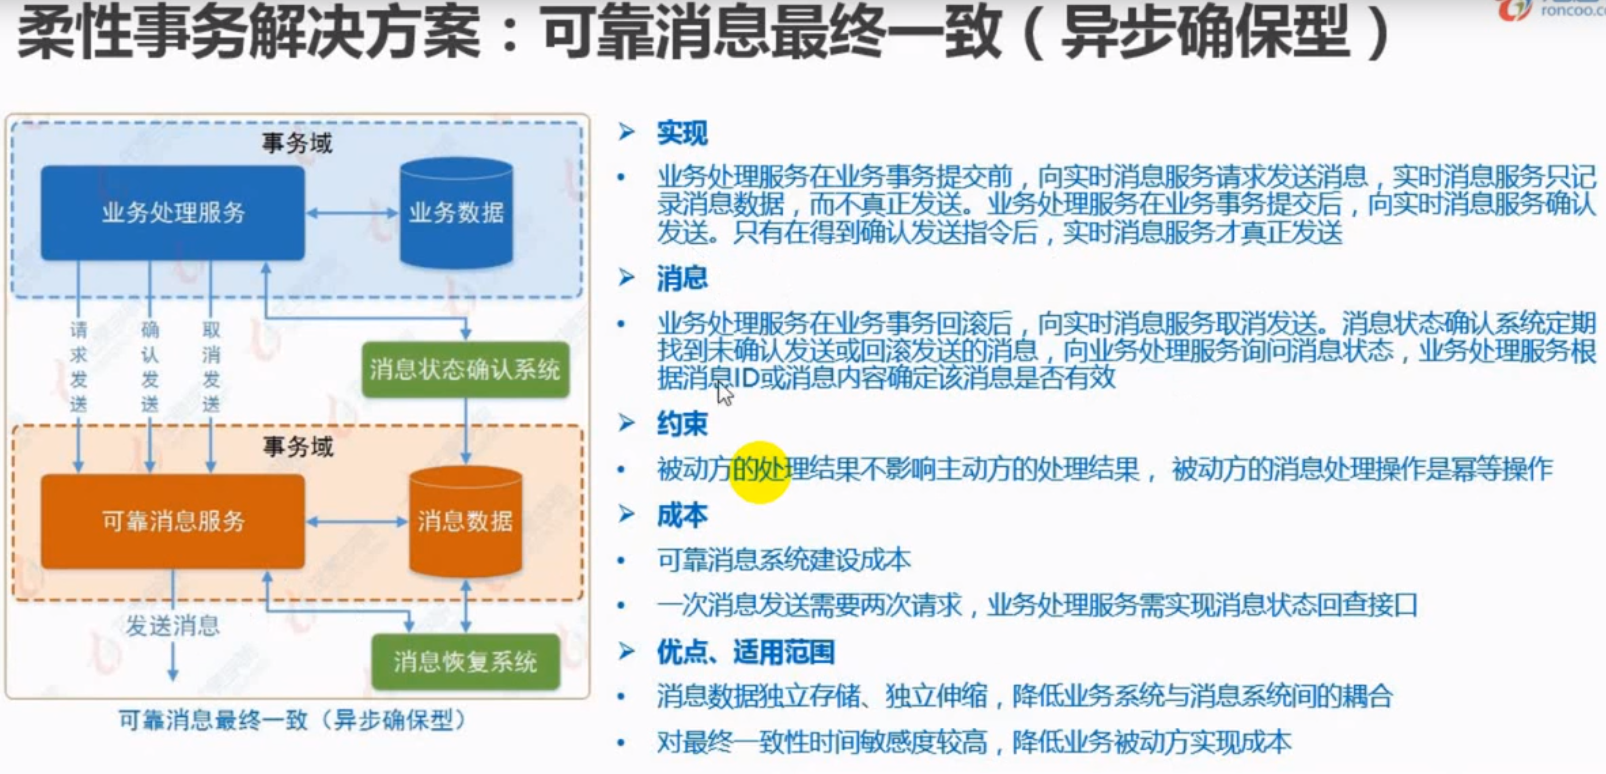 柔性事务解决方案：可靠消息最终一致（异步确保型）
roncoo.co
事务域
业务处理服务
业务数据
请求发送
确认发送
取消发送
消息状态确认系统
事务域
可靠消息服务
消息数据
发送消息
消息恢复系统
可靠消息最终一致（异步确保型）
实现
业务处理服务在业务事务提交前，向实时消息服务请求发送消息，实时消息服务只记
录消息数据，而不真正发送。业务处理服务在业务事务提交后，向实时消息服务确认
发送。只有在得到确认发送指令后，实时消息服务才真正发送
消息
业务处理服务在业务事务回滚后，向实时消息服务取消发送。消息状态确认系统定期
找到未确认发送或回滚发送的消息，向业务处理服务询问消息状态，业务处理服务根
据消息ID或消息内容确定该消息是否有效
约束
被动方的处理结果不影响主动方的处理结果，被动方的消息处理操作是幂等操作
成本
可靠消息系统建设成本
一次消息发送需要两次请求，业务处理服务需实现消息状态回查接口
优点、适用范围
消息数据独立存储、独立伸缩，降低业务系统与消息系统间的耦合
对最终一致性时间敏感度较高，降低业务被动方实现成本